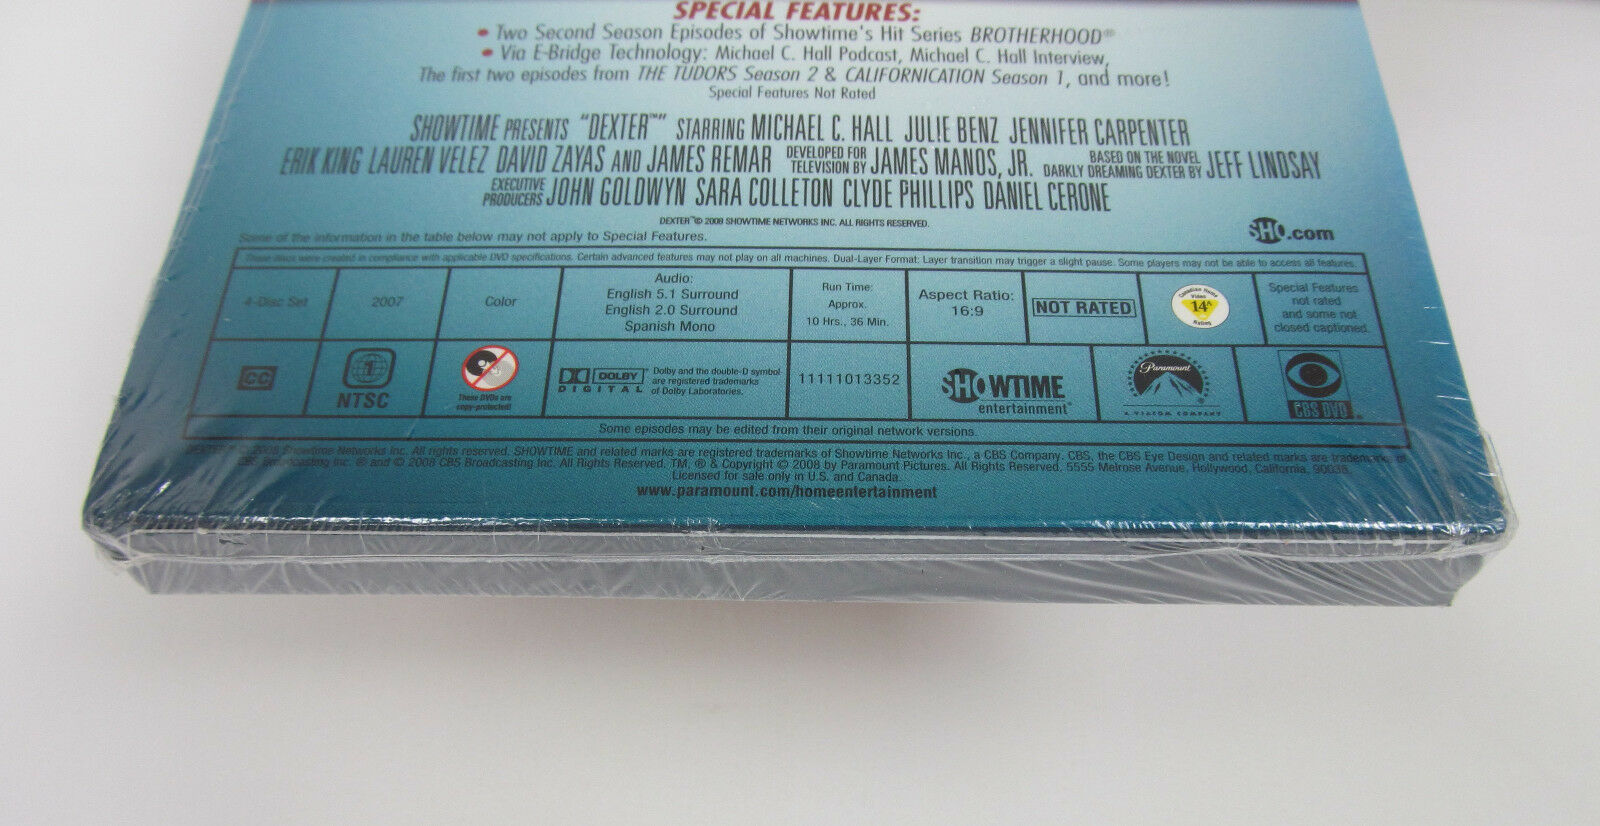 SPECIAL FEATURES:
• Two Second Season Episodes of Showtime's Hit Series BROTHERHOOD®
• Via E-Bridge Technology: Michael C. Hall Podcast, Michael C. Hall Interview,
The first two episodes from THE TUDORS Season 2 & CALIFORNICATION Season 1, and more!
Special Features Not Rated
SHOWTIME PRESENTS "DEXTER™" STARRING MICHAEL C. HALL JULIE BENZ JENNIFER CARPENTER
ERIK KING LAUREN VELEZ DAVID ZAYAS AND JAMES REMAR DEVELOPED FOR TELEVISION BY JAMES MANOS, JR. BASED ON THE NOVEL DARKLY DREAMING DEXTER BY JEFF LINDSAY
EXECUTIVE PRODUCERS JOHN GOLDWYN SARA COLLETON CLYDE PHILLIPS DANIEL CERONE
DEXTER™© 2008 SHOWTIME NETWORKS INC. ALL RIGHTS RESERVED.
SHO.com
Some of the information in the table below may not apply to Special Features.
These discs were created in compliance with applicable DVD specifications. Certain advanced features may not play on all machines. Dual-Layer Format: Layer transition may trigger a slight pause. Some players may not be able to access all features.
4-Disc Set
2007
Color
Audio:
English 5.1 Surround
English 2.0 Surround
Spanish Mono
Run Time:
Approx.
10 Hrs., 36 Min.
Aspect Ratio:
16:9
NOT RATED
Canadian Home
Video
14A
Rating
Special Features
not rated
and some not
closed captioned.
CC
1
NTSC
These DVDs are
copy-protected!
DOLBY
DIGITAL
Dolby and the double-D symbol
are registered trademarks
of Dolby Laboratories.
11111013352
SHOWTIME
entertainment™
Paramount
A VIACOM COMPANY
CBS DVD
Some episodes may be edited from their original network versions.
DEXTER © 2008 Showtime Networks Inc. All rights reserved. SHOWTIME and related marks are registered trademarks of Showtime Networks Inc., a CBS Company. CBS, the CBS Eye Design and related marks are trademarks of
CBS Broadcasting Inc. ® and © 2008 CBS Broadcasting Inc. All Rights Reserved. TM, ® & Copyright © 2008 by Paramount Pictures. All Rights Reserved. 5555 Melrose Avenue, Hollywood, California. 90038.
Licensed for sale only in U.S. and Canada.
www.paramount.com/homeentertainment